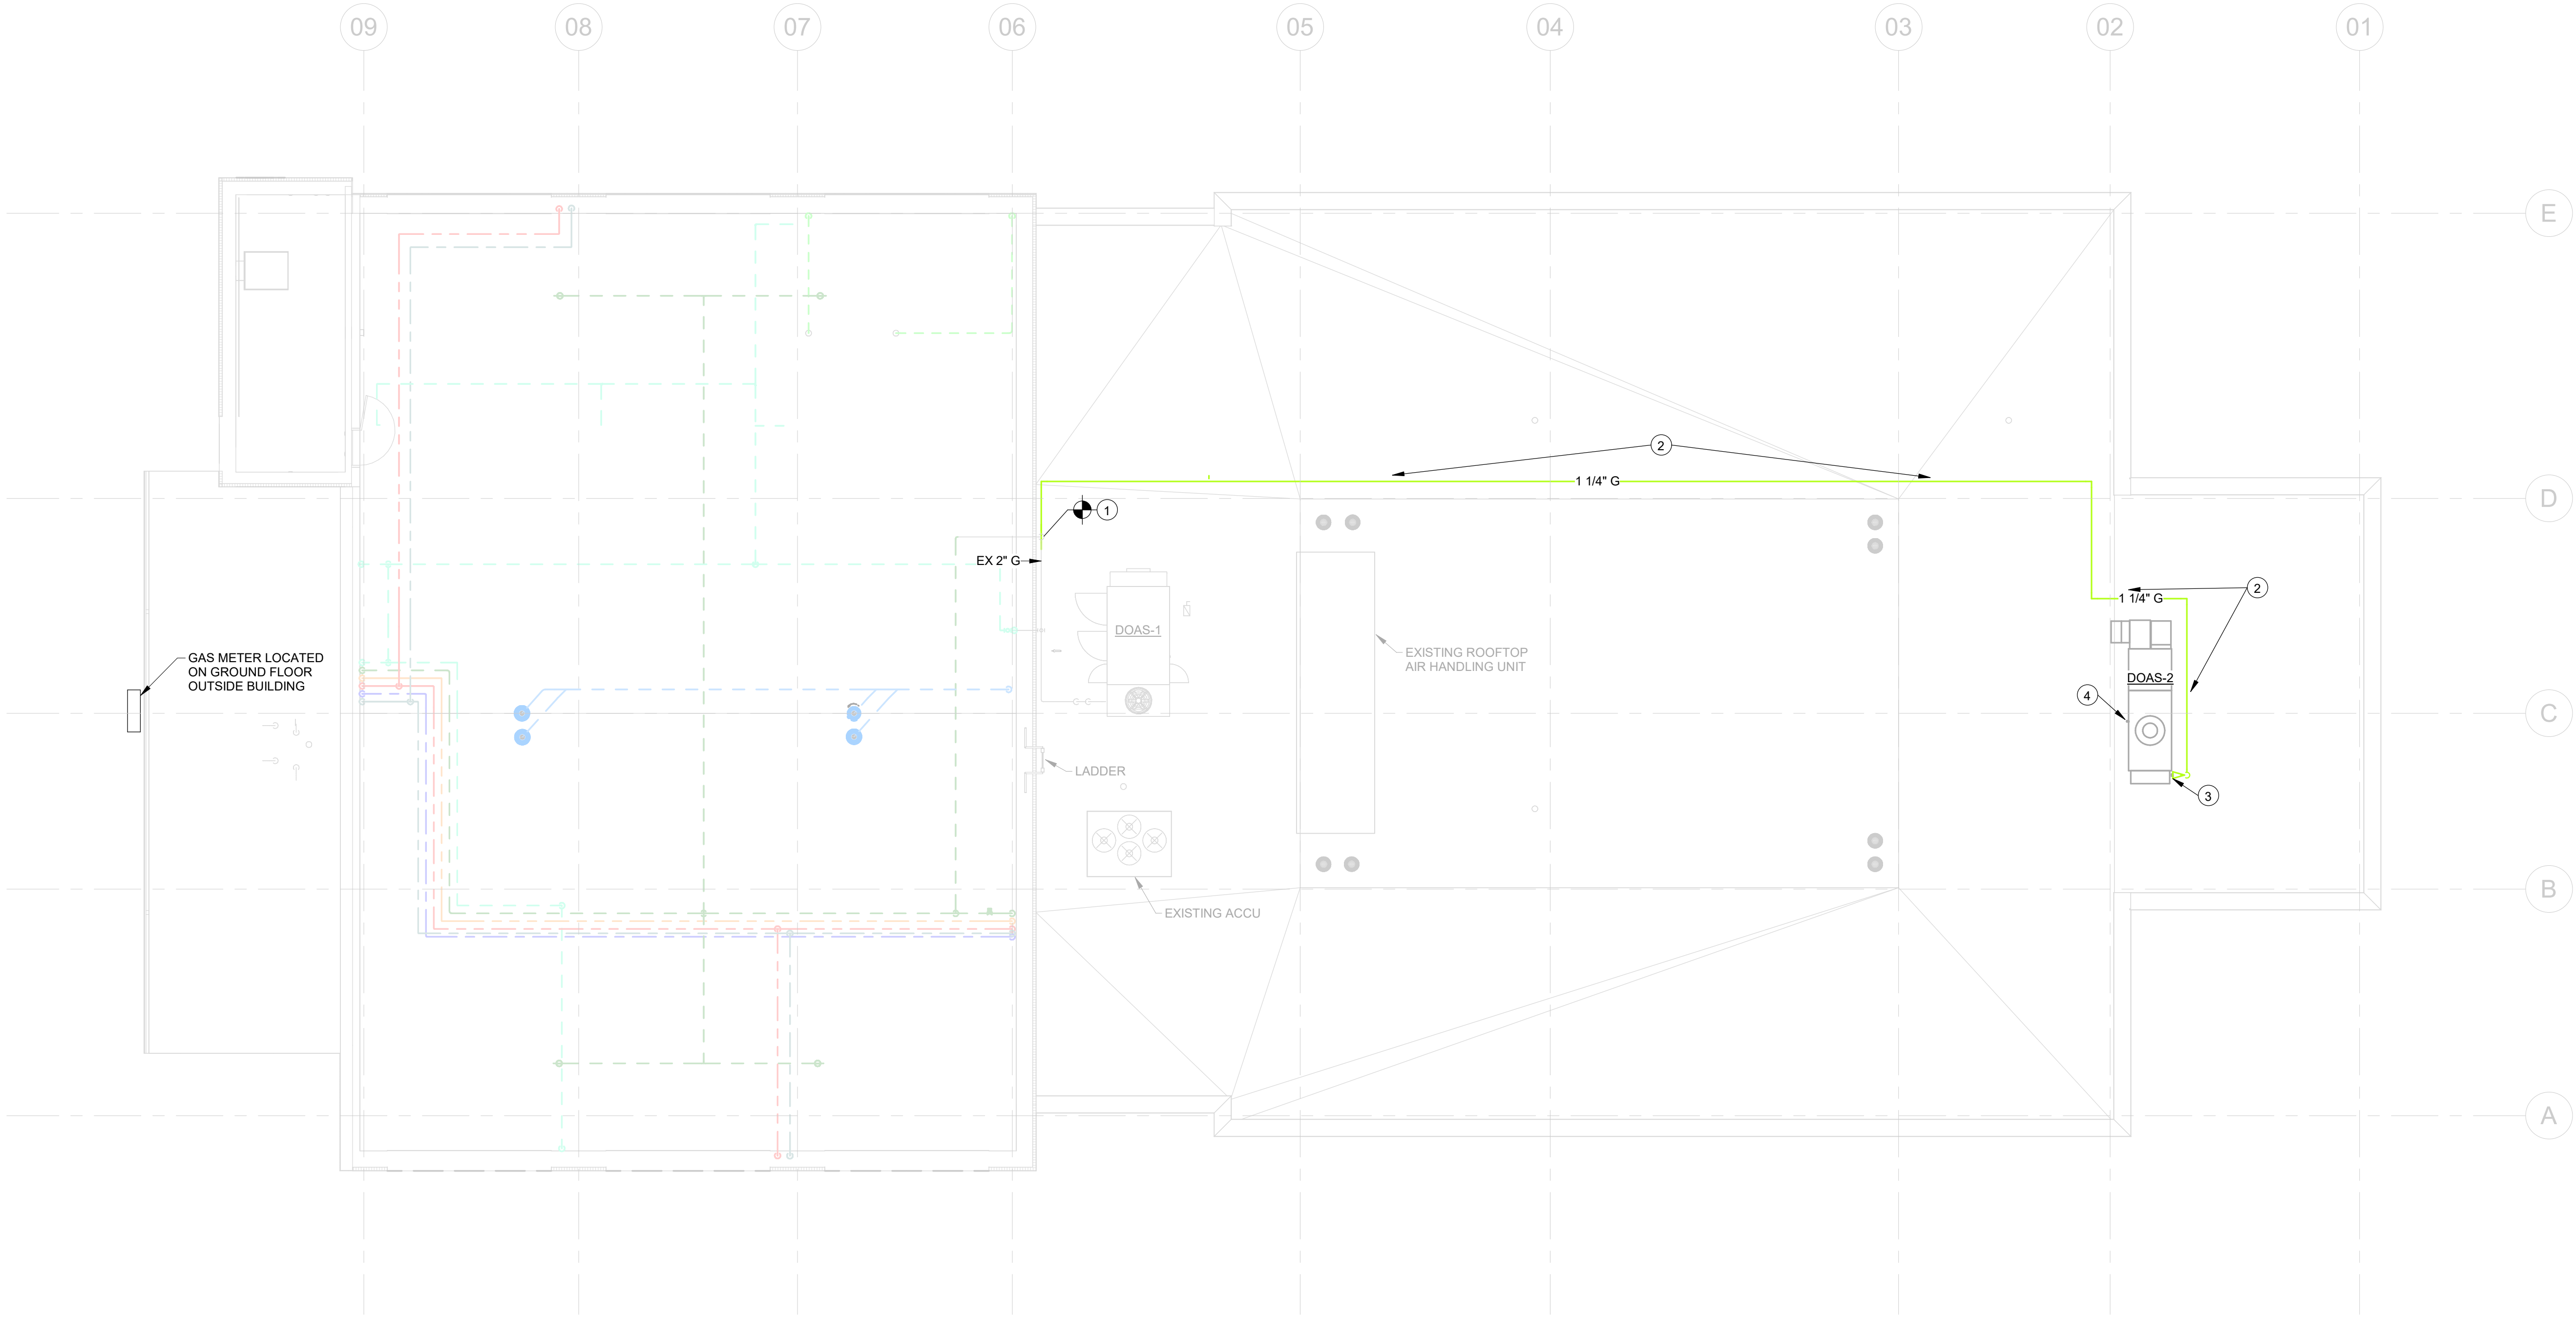 09
08
07
06
05
04
03
02
01
E
2
1 1/4" G
D
1
EX 2" G
2
1 1/4" G
DOAS-1
EXISTING ROOFTOP
AIR HANDLING UNIT
GAS METER LOCATED
ON GROUND FLOOR
OUTSIDE BUILDING
DOAS-2
4
C
LADDER
3
B
EXISTING ACCU
A